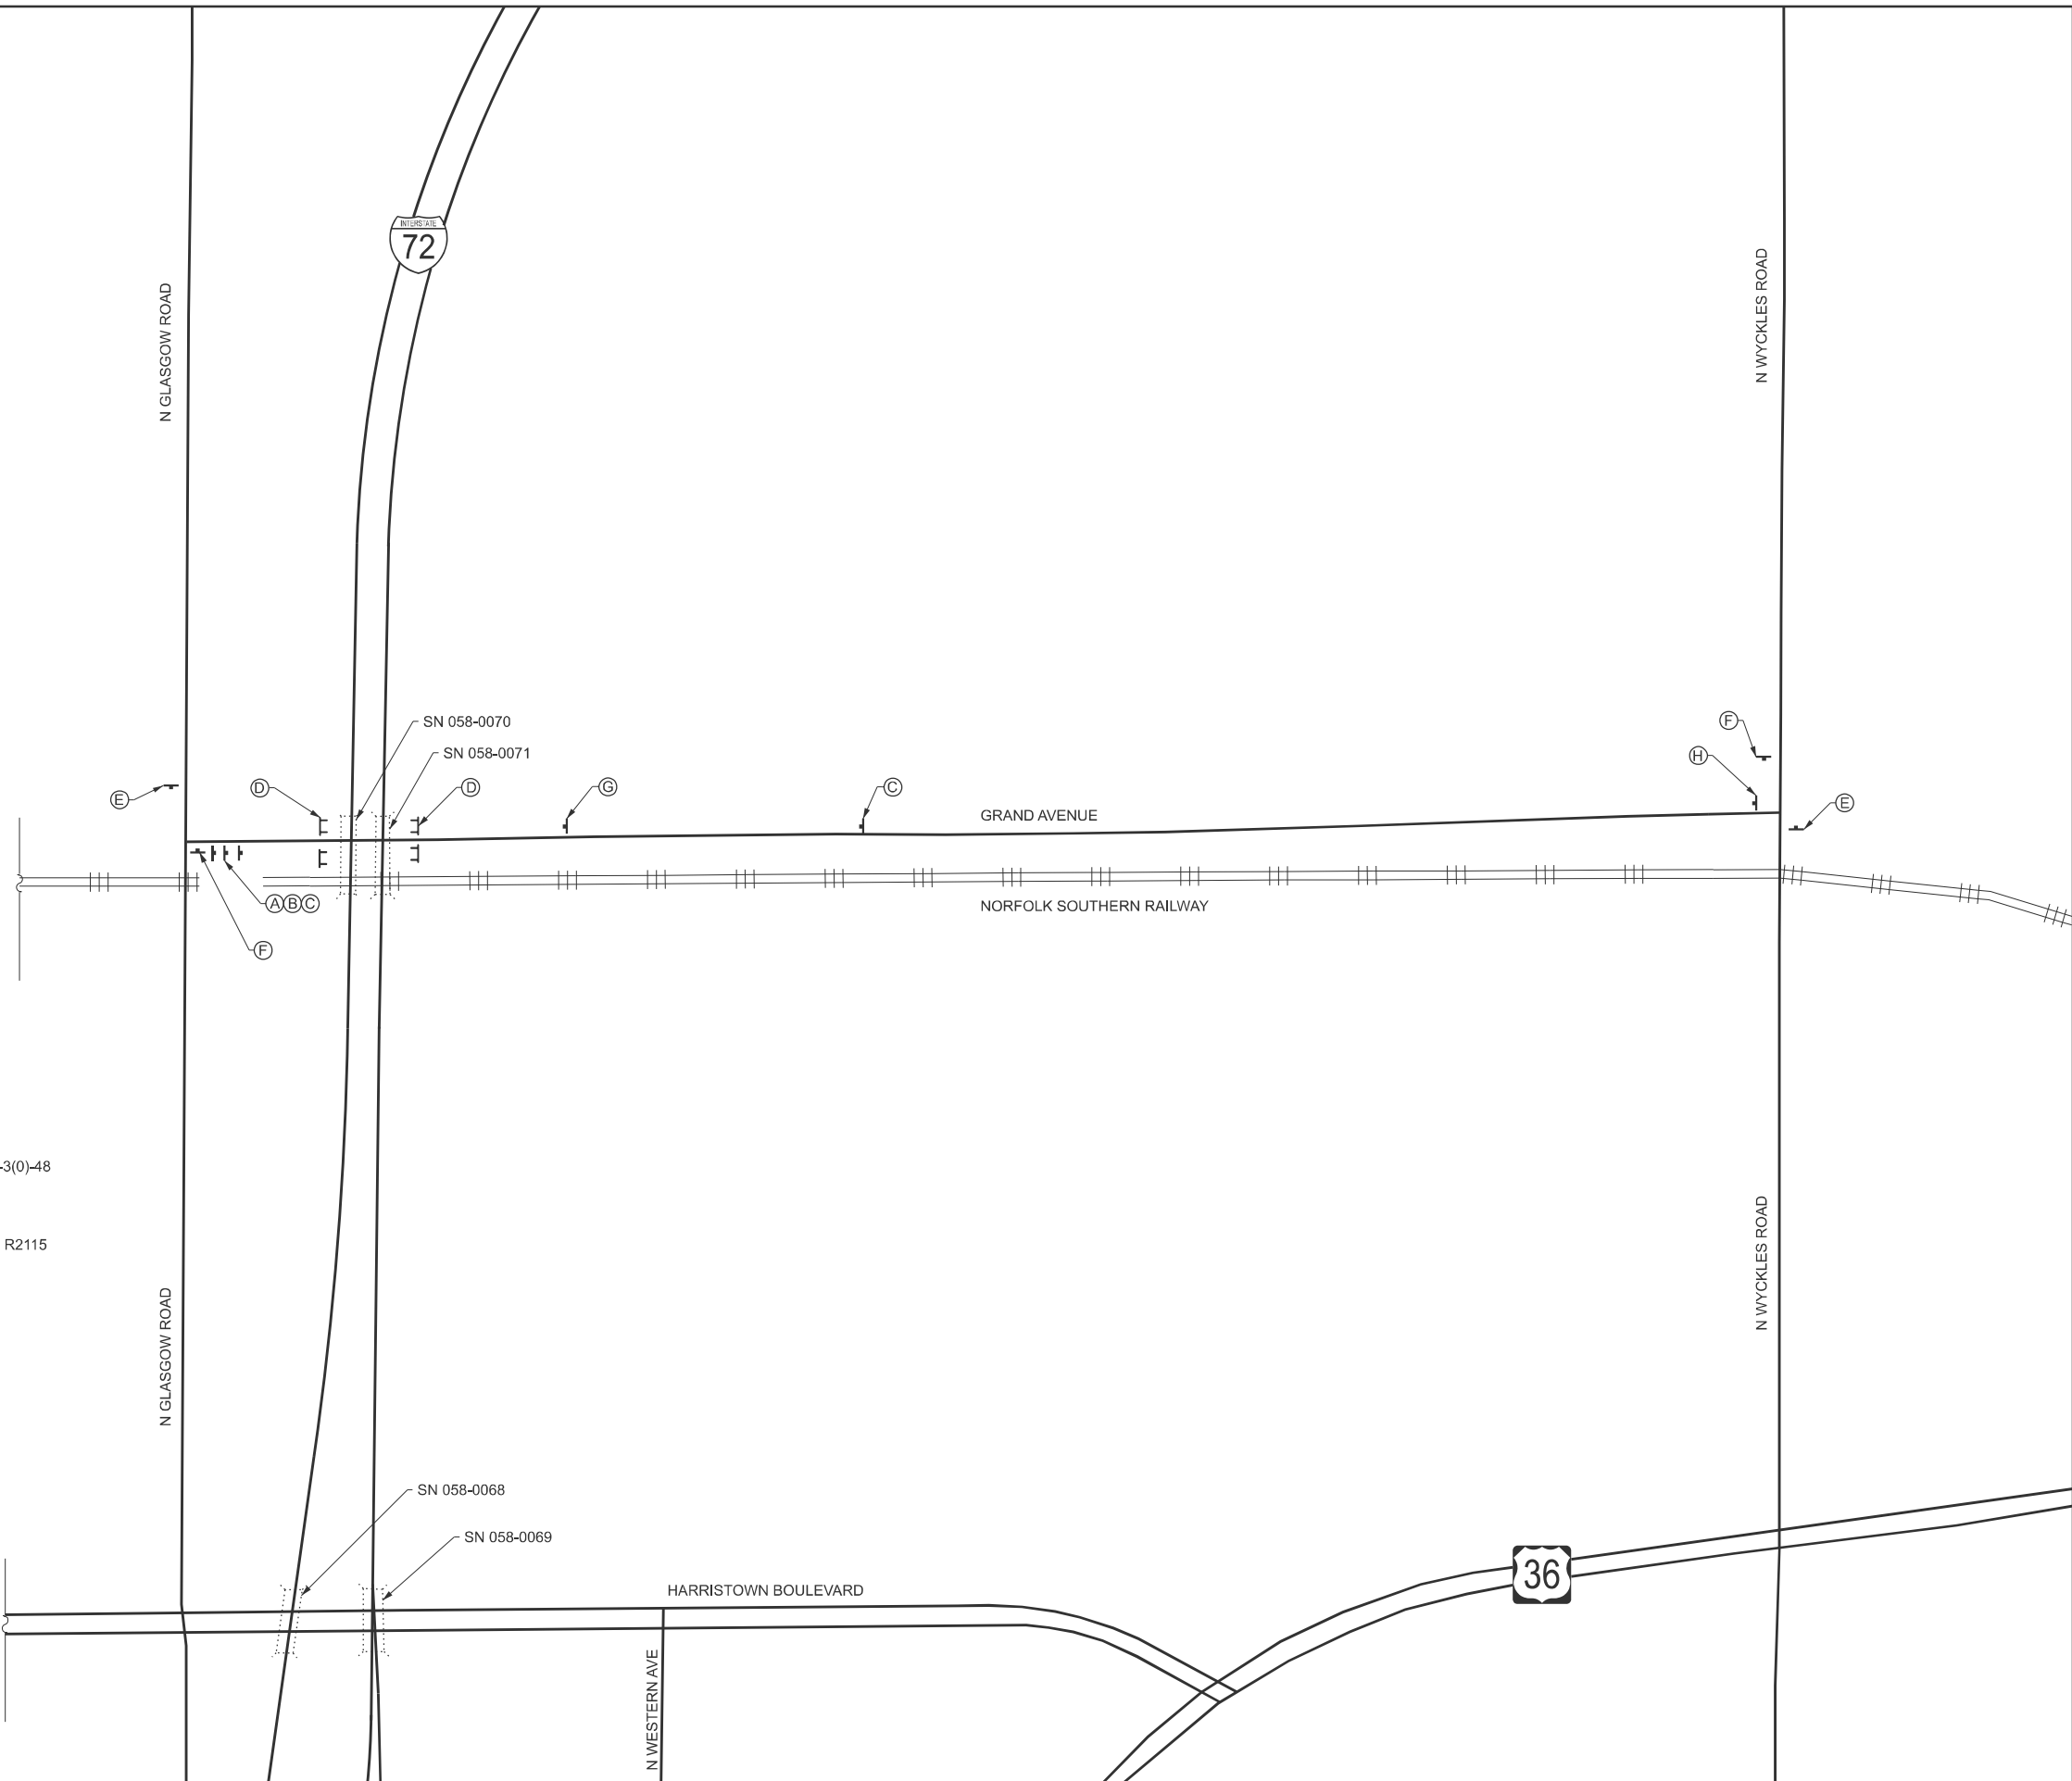 INTERSTATE
72
N GLASGOW ROAD
N WYCKLES ROAD
SN 058-0070
SN 058-0071
F
H
E
D
D
G
C
E
GRAND AVENUE
A B C
NORFOLK SOUTHERN RAILWAY
F
-3(0)-48
R2115
N GLASGOW ROAD
N WYCKLES ROAD
SN 058-0068
SN 058-0069
36
HARRISTOWN BOULEVARD
N WESTERN AVE